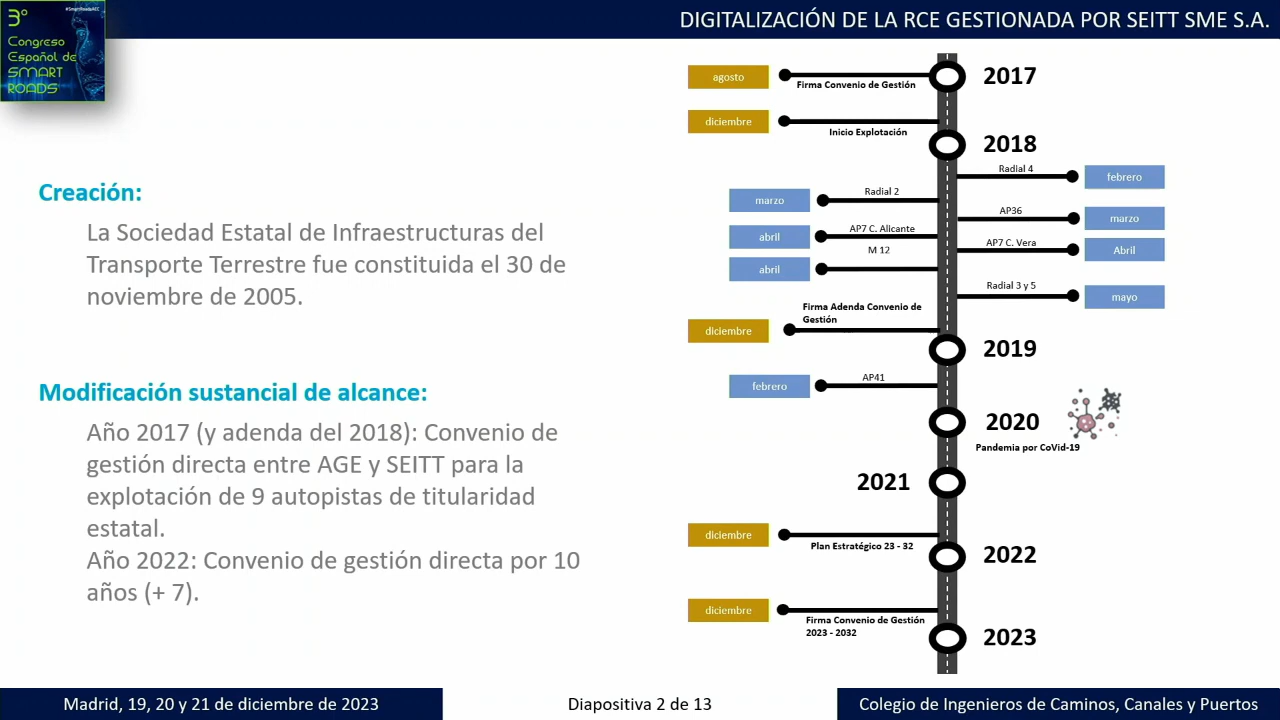 3º
#SmartRoadsAEC
Congreso
Español de
SMART
ROADS
DIGITALIZACIÓN DE LA RCE GESTIONADA POR SEITT SME S.A.
Creación:
La Sociedad Estatal de Infraestructuras del
Transporte Terrestre fue constituida el 30 de
noviembre de 2005.
Modificación sustancial de alcance:
Año 2017 (y adenda del 2018): Convenio de
gestión directa entre AGE y SEITT para la
explotación de 9 autopistas de titularidad
estatal.
Año 2022: Convenio de gestión directa por 10
años (+ 7).
2017
agosto
Firma Convenio de Gestión
diciembre
Inicio Explotación
2018
Radial 4
febrero
Radial 2
marzo
AP36
marzo
AP7 C. Alicante
abril
AP7 C. Vera
Abril
M 12
abril
Radial 3 y 5
mayo
Firma Adenda Convenio de
Gestión
diciembre
2019
AP41
febrero
2020
Pandemia por CoVid-19
2021
diciembre
Plan Estratégico 23 - 32
2022
diciembre
Firma Convenio de Gestión
2023 - 2032
2023
Madrid, 19, 20 y 21 de diciembre de 2023
Diapositiva 2 de 13
Colegio de Ingenieros de Caminos, Canales y Puertos